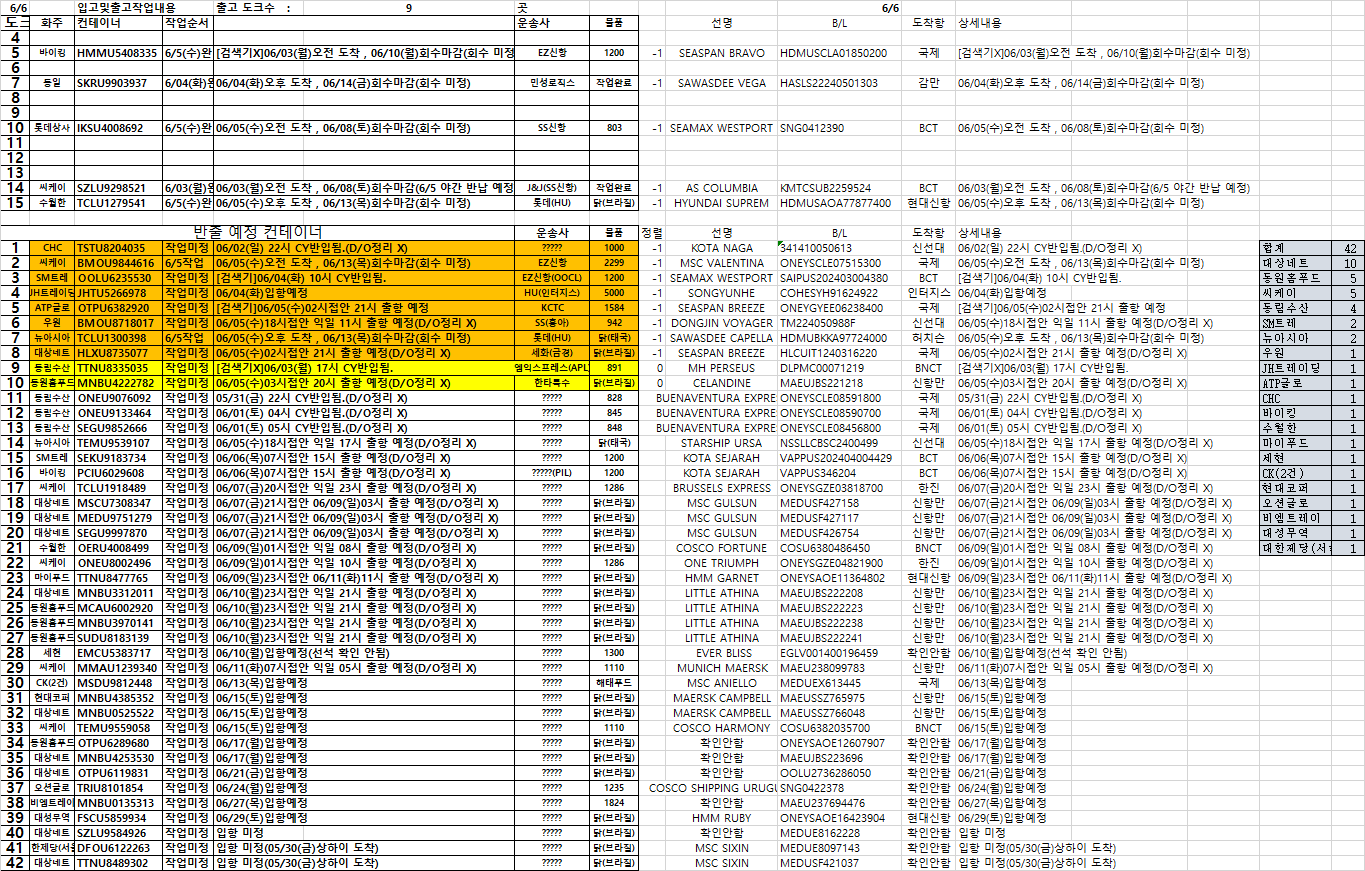 6/6 입고및출고작업내용 출고 도크수 : 9 곳 6/6
도크 화주 컨테이너 작업순서 운송사 물품 선명 B/L 도착항 상세내용
4
5 바이킹 HMMU5408335 6/5(수)완 [검색기X]06/03(월)오전 도착 , 06/10(월)회수마감(회수 미정 EZ신항 1200 -1 SEASPAN BRAVO HDMUSCLA01850200 국제 [검색기X]06/03(월)오전 도착 , 06/10(월)회수마감(회수 미정)
6
7 동일 SKRU9903937 6/04(화)완 06/04(화)오후 도착 , 06/14(금)회수마감(회수 미정) 민성로직스 작업완료 -1 SAWASDEE VEGA HASLS22240501303 감만 06/04(화)오후 도착 , 06/14(금)회수마감(회수 미정)
8
9
10 롯데상사 IKSU4008692 6/5(수)완 06/05(수)오전 도착 , 06/08(토)회수마감(회수 미정) SS신항 803 -1 SEAMAX WESTPORT SNG0412390 BCT 06/05(수)오전 도착 , 06/08(토)회수마감(회수 미정)
11
12
13
14 씨케이 SZLU9298521 6/03(월)완 06/03(월)오전 도착 , 06/08(토)회수마감(6/5 야간 반납 예정 J&J(SS신항) 작업완료 -1 AS COLUMBIA KMTCSUB2259524 BCT 06/03(월)오전 도착 , 06/08(토)회수마감(6/5 야간 반납 예정)
15 수월한 TCLU1279541 6/5(수)완 06/05(수)오후 도착 , 06/13(목)회수마감(회수 미정) 롯데(HU) 닭(브라질) -1 HYUNDAI SUPREM HDMUSAOA77877400 현대신항 06/05(수)오후 도착 , 06/13(목)회수마감(회수 미정)
반출 예정 컨테이너 운송사 물품 정렬 선명 B/L 도착항 상세내용
1 CHC TSTU8204035 작업미정 06/02(일) 22시 CY반입됨.(D/O정리 X) ????? 1000 -1 KOTA NAGA 341410050613 신선대 06/02(일) 22시 CY반입됨.(D/O정리 X) 합계 42
2 씨케이 BMOU9844616 6/5작업 06/05(수)오후 도착 , 06/13(목)회수마감(회수 미정) EZ신항 2299 -1 MSC VALENTINA ONEYSCLE07515300 국제 06/05(수)오후 도착 , 06/13(목)회수마감(회수 미정) 대상네트 10
3 SM트레 OOLU6235530 작업미정 [검색기]06/04(화) 10시 CY반입됨. EZ신항(OOCL) 1200 -1 SEAMAX WESTPORT SAIPUS202403004380 BCT [검색기]06/04(화) 10시 CY반입됨. 동원홈푸드 5
4 JH트레이딩 JHTU5266978 작업미정 06/04(화)입항예정 HU(인터지스) 5000 -1 SONGYUNHE COHESYH91624922 인터지스 06/04(화)입항예정 씨케이 5
5 ATP글로 OTPU6382920 작업미정 [검색기]06/05(수)02시접안 21시 출항 예정 KCTC 1584 -1 SEASPAN BREEZE ONEYGYEE06238400 국제 [검색기]06/05(수)02시접안 21시 출항 예정 동림수산 4
6 우원 BMOU8718017 작업미정 06/05(수)18시접안 익일 11시 출항 예정(D/O정리 X) SS(흥아) 942 -1 DONGJIN VOYAGER TM224050988F 신선대 06/05(수)18시접안 익일 11시 출항 예정(D/O정리 X) SM트레 2
7 뉴아시아 TCLU1300398 6/5작업 06/05(수)오후 도착 , 06/13(목)회수마감(회수 미정) 롯데(HU) 닭(태국) -1 SAWASDEE CAPELLA HDMUBKKA97724000 허치슨 06/05(수)오후 도착 , 06/13(목)회수마감(회수 미정) 뉴아시아 2
8 대상네트 HLXU8735077 작업미정 06/05(수)02시접안 21시 출항 예정(D/O정리 X) 세화(금경) 닭(브라질) -1 SEASPAN BREEZE HLCUIT1240316220 국제 06/05(수)02시접안 21시 출항 예정(D/O정리 X) 우원 1
9 동림수산 TTNU8335035 작업미정 [검색기X]06/03(월) 17시 CY반입됨. 엠익스프레스(APL) 891 0 MH PERSEUS DLPMC00071219 BNCT [검색기X]06/03(월) 17시 CY반입됨. JH트레이딩 1
10 동원홈푸드 MNBU4222782 작업미정 06/05(수)03시접안 20시 출항 예정(D/O정리 X) 한타특수 닭(브라질) 0 CELANDINE MAEUJBS221218 신항만 06/05(수)03시접안 20시 출항 예정(D/O정리 X) ATP글로 1
11 동림수산 ONEU9076092 작업미정 05/31(금) 22시 CY반입됨.(D/O정리 X) ????? 828 BUENAVENTURA EXPRE ONEYSCLE08591800 국제 05/31(금) 22시 CY반입됨.(D/O정리 X) CHC 1
12 동림수산 ONEU9133464 작업미정 06/01(토) 04시 CY반입됨.(D/O정리 X) ????? 845 BUENAVENTURA EXPRE ONEYSCLE08590700 국제 06/01(토) 04시 CY반입됨.(D/O정리 X) 바이킹 1
13 동림수산 SEGU9852666 작업미정 06/01(토) 05시 CY반입됨.(D/O정리 X) ????? 848 BUENAVENTURA EXPRE ONEYSCLE08456800 국제 06/01(토) 05시 CY반입됨.(D/O정리 X) 수월한 1
14 뉴아시아 TEMU9539107 작업미정 06/05(수)18시접안 익일 17시 출항 예정(D/O정리 X) ????? 닭(태국) STARSHIP URSA NSSLLCBSC2400499 신선대 06/05(수)18시접안 익일 17시 출항 예정(D/O정리 X) 마이푸드 1
15 SM트레 SEKU9183734 작업미정 06/06(목)07시접안 15시 출항 예정(D/O정리 X) ????? 1200 KOTA SEJARAH VAPPUS202404004429 BCT 06/06(목)07시접안 15시 출항 예정(D/O정리 X) 세현 1
16 바이킹 PCIU6029608 작업미정 06/06(목)07시접안 15시 출항 예정(D/O정리 X) ?????(PIL) 1200 KOTA SEJARAH VAPPUS346204 BCT 06/06(목)07시접안 15시 출항 예정(D/O정리 X) CK(2건) 1
17 씨케이 TCLU1918489 작업미정 06/07(금)20시접안 익일 23시 출항 예정(D/O정리 X) ????? 1286 BRUSSELS EXPRESS ONEYSGZE03818700 한진 06/07(금)20시접안 익일 23시 출항 예정(D/O정리 X) 현대코퍼 1
18 대상네트 MSCU7308347 작업미정 06/07(금)21시접안 06/09(일)03시 출항 예정(D/O정리 X) ????? 닭(브라질) MSC GULSUN MEDUSF427158 신항만 06/07(금)21시접안 06/09(일)03시 출항 예정(D/O정리 X) 오션글로 1
19 대상네트 MEDU9751279 작업미정 06/07(금)21시접안 06/09(일)03시 출항 예정(D/O정리 X) ????? 닭(브라질) MSC GULSUN MEDUSF427117 신항만 06/07(금)21시접안 06/09(일)03시 출항 예정(D/O정리 X) 비엠트레이 1
20 대상네트 SEGU9997870 작업미정 06/07(금)21시접안 06/09(일)03시 출항 예정(D/O정리 X) ????? 닭(브라질) MSC GULSUN MEDUSF426754 신항만 06/07(금)21시접안 06/09(일)03시 출항 예정(D/O정리 X) 대성무역 1
21 수월한 OERU4008499 작업미정 06/09(일)01시접안 익일 08시 출항 예정(D/O정리 X) ????? 닭(브라질) COSCO FORTUNE COSU6380486450 BNCT 06/09(일)01시접안 익일 08시 출항 예정(D/O정리 X) 대한제당(서울 1
22 씨케이 ONEU8002496 작업미정 06/09(일)01시접안 익일 10시 출항 예정(D/O정리 X) ????? 1286 ONE TRIUMPH ONEYSGZE04821900 한진 06/09(일)01시접안 익일 10시 출항 예정(D/O정리 X)
23 마이푸드 TTNU8477765 작업미정 06/09(일)23시접안 06/11(화)11시 출항 예정(D/O정리 X) ????? 닭(브라질) HMM GARNET ONEYSAOE11364802 현대신항 06/09(일)23시접안 06/11(화)11시 출항 예정(D/O정리 X)
24 대상네트 MNBU3312011 작업미정 06/10(월)23시접안 익일 21시 출항 예정(D/O정리 X) ????? 닭(브라질) LITTLE ATHINA MAEUJBS222208 신항만 06/10(월)23시접안 익일 21시 출항 예정(D/O정리 X)
25 동원홈푸드 MCAU6002920 작업미정 06/10(월)23시접안 익일 21시 출항 예정(D/O정리 X) ????? 닭(브라질) LITTLE ATHINA MAEUJBS222223 신항만 06/10(월)23시접안 익일 21시 출항 예정(D/O정리 X)
26 동원홈푸드 MNBU3970141 작업미정 06/10(월)23시접안 익일 21시 출항 예정(D/O정리 X) ????? 닭(브라질) LITTLE ATHINA MAEUJBS222238 신항만 06/10(월)23시접안 익일 21시 출항 예정(D/O정리 X)
27 동원홈푸드 SUDU8183139 작업미정 06/10(월)23시접안 익일 21시 출항 예정(D/O정리 X) ????? 닭(브라질) LITTLE ATHINA MAEUJBS222241 신항만 06/10(월)23시접안 익일 21시 출항 예정(D/O정리 X)
28 세현 EMCU5383717 작업미정 06/10(월)입항예정(선석 확인 안됨) ????? 1300 EVER BLISS EGLV001400196459 확인안함 06/10(월)입항예정(선석 확인 안됨)
29 씨케이 MMAU1239340 작업미정 06/11(화)07시접안 익일 05시 출항 예정(D/O정리 X) ????? 1110 MUNICH MAERSK MAEU238099783 신항만 06/11(화)07시접안 익일 05시 출항 예정(D/O정리 X)
30 CK(2건) MSDU9812448 작업미정 06/13(목)입항예정 ????? 해태푸드 MSC ANIELLO MEDUEX613445 국제 06/13(목)입항예정
31 현대코퍼 MNBU4385352 작업미정 06/15(토)입항예정 ????? 닭(브라질) MAERSK CAMPBELL MAEUSSZ765975 신항만 06/15(토)입항예정
32 대상네트 MNBU0525522 작업미정 06/15(토)입항예정 ????? 닭(브라질) MAERSK CAMPBELL MAEUSSZ766048 신항만 06/15(토)입항예정
33 씨케이 TEMU9559058 작업미정 06/15(토)입항예정 ????? 1110 COSCO HARMONY COSU6382035700 BNCT 06/15(토)입항예정
34 동원홈푸드 OTPU6289680 작업미정 06/17(월)입항예정 ????? 닭(브라질) 확인안함 ONEYSAOE12607907 확인안함 06/17(월)입항예정
35 대상네트 MNBU4253530 작업미정 06/17(월)입항예정 ????? 닭(브라질) 확인안함 MAEUJBS223696 확인안함 06/17(월)입항예정
36 대상네트 OTPU6119831 작업미정 06/21(금)입항예정 ????? 닭(브라질) 확인안함 OOLU2736286050 확인안함 06/21(금)입항예정
37 오션글로 TRIU8101854 작업미정 06/24(월)입항예정 ????? 1235 COSCO SHIPPING URUGU SNG0422378 확인안함 06/24(월)입항예정
38 비엠트레이 MNBU0135313 작업미정 06/27(목)입항예정 ????? 1824 확인안함 MAEU237694476 확인안함 06/27(목)입항예정
39 대성무역 FSCU5859934 작업미정 06/29(토)입항예정 ????? 닭(브라질) HMM RUBY ONEYSAOE16423904 현대신항 06/29(토)입항예정
40 대상네트 SZLU9584926 작업미정 입항 미정 ????? 닭(브라질) 확인안함 MEDUE8162228 확인안함 입항 미정
41 한제당(서울 DFOU6122263 작업미정 입항 미정(05/30(금)상하이 도착) ????? 닭(브라질) MSC SIXIN MEDUE8097143 확인안함 입항 미정(05/30(금)상하이 도착)
42 대상네트 TTNU8489302 작업미정 입항 미정(05/30(금)상하이 도착) ????? 닭(브라질) MSC SIXIN MEDUSF421037 확인안함 입항 미정(05/30(금)상하이 도착)